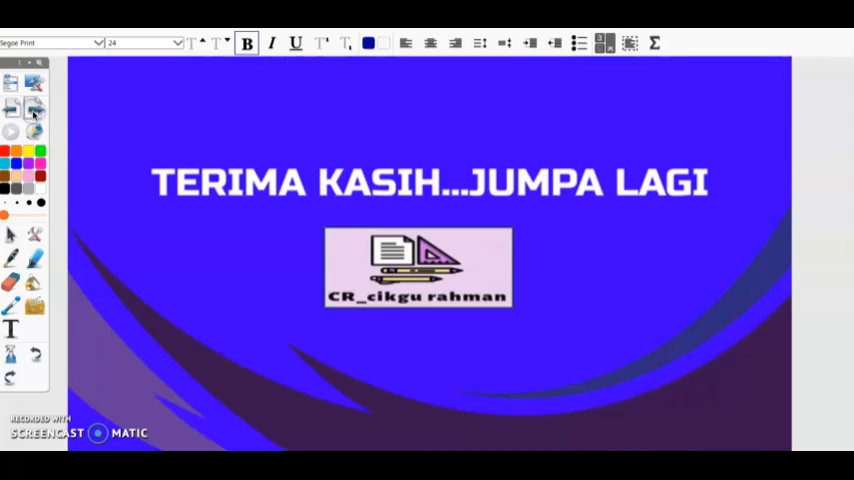 Segoe Print
24
B I U T T
TERIMA KASIH...JUMPA LAGI
CR_cikgu rahman
T
RECORDED WITH
SCREENCAST MATIC